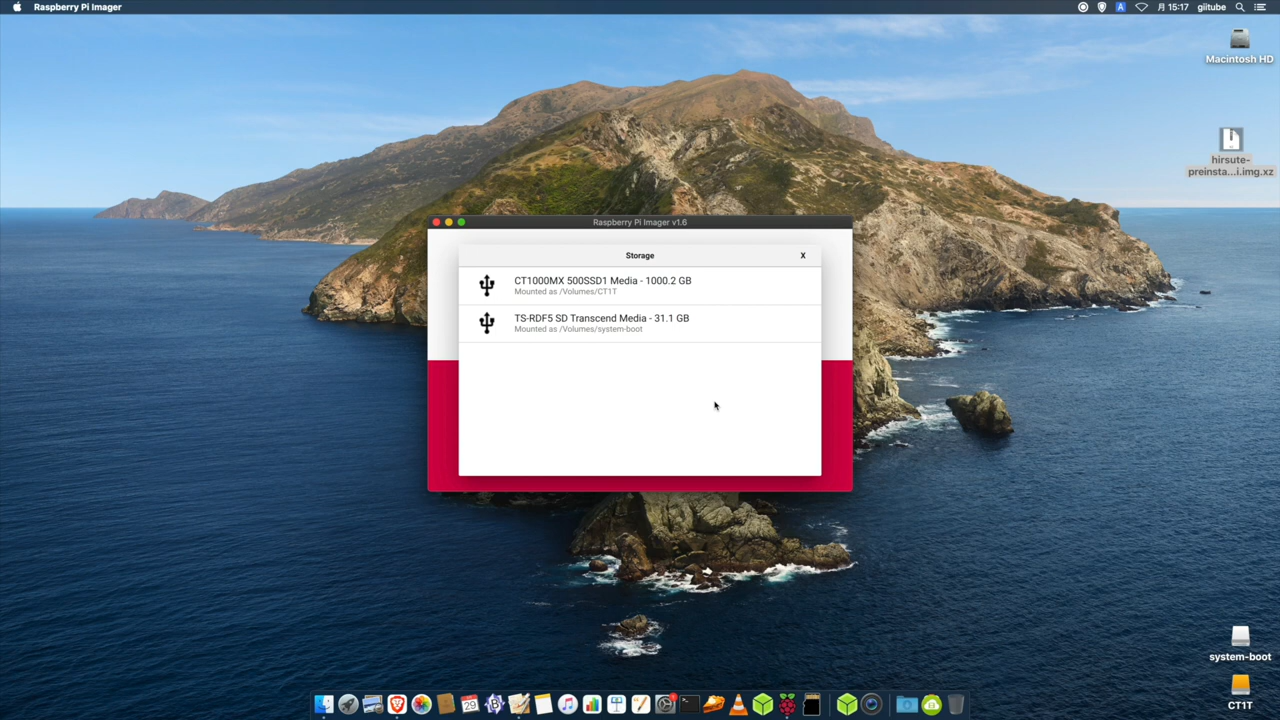 Raspberry Pi Imager
A
月 15:17
giitube
Macintosh HD
hirsute-
preinsta...i.img.xz
Raspberry Pi Imager v1.6
Storage
X
CT1000MX 500SSD1 Media - 1000.2 GB
Mounted as /Volumes/CT1T
TS-RDF5 SD Transcend Media - 31.1 GB
Mounted as /Volumes/system-boot
system-boot
CT1T
29